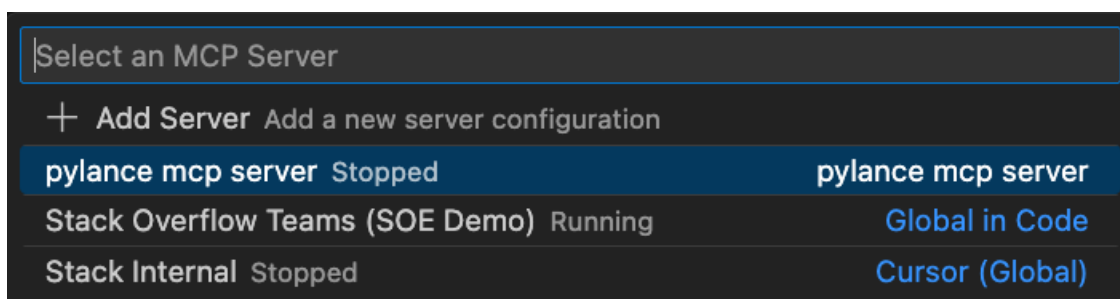 Select an MCP Server
+ Add Server Add a new server configuration
pylance mcp server Stopped pylance mcp server
Stack Overflow Teams (SOE Demo) Running Global in Code
Stack Internal Stopped Cursor (Global)